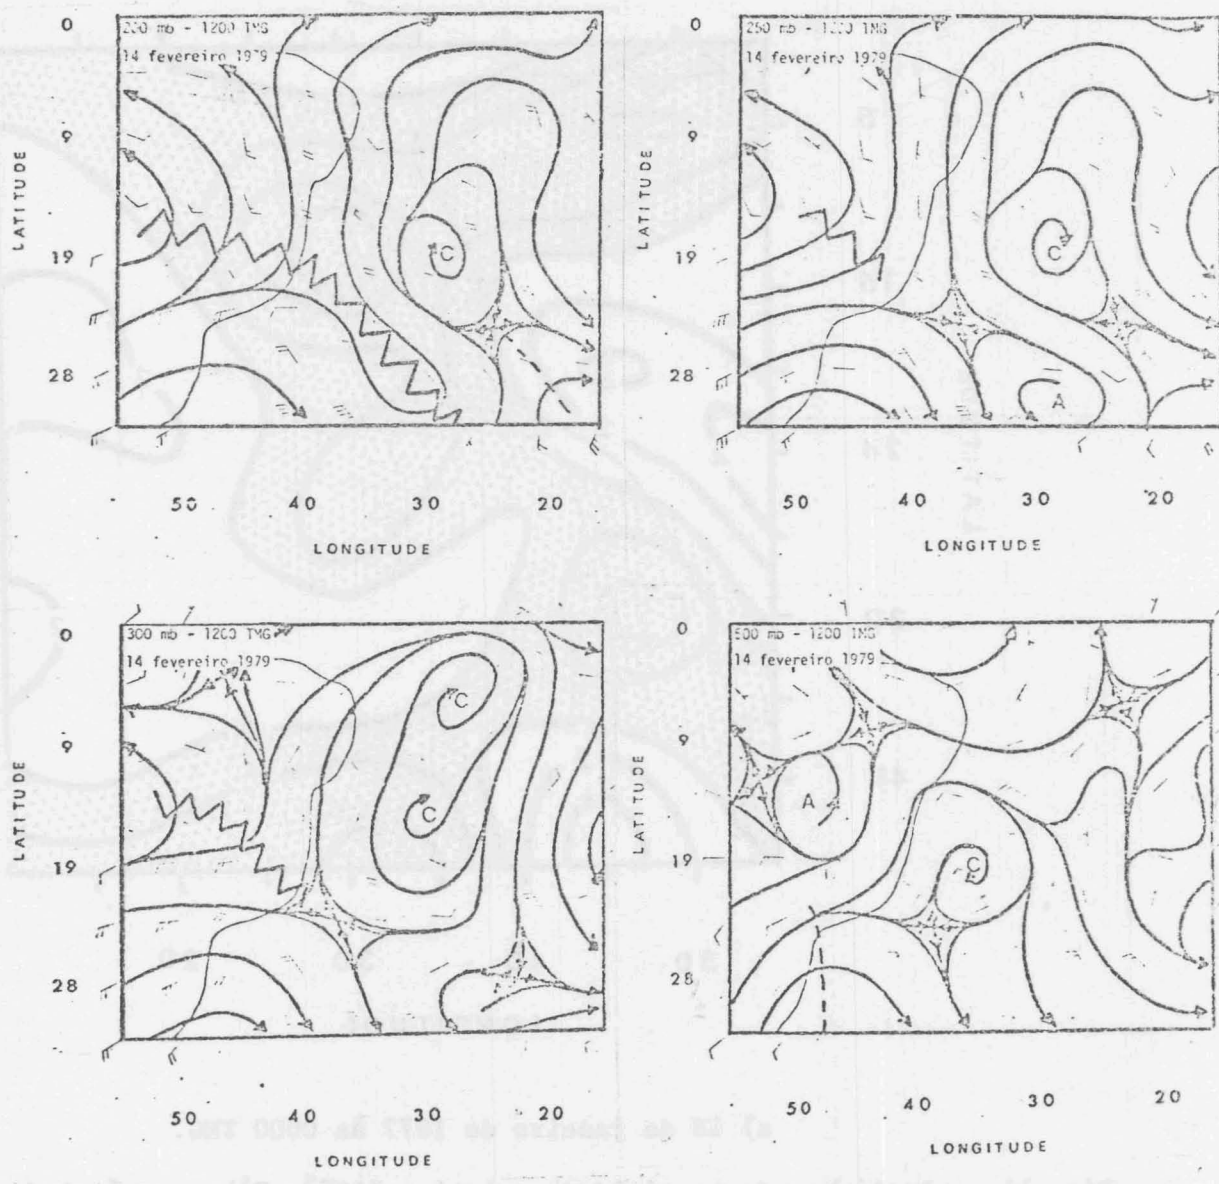 200 mb - 1200 TMG
14 fevereiro 1979
0
9
19
28
LATITUDE
50 40 30 20
LONGITUDE
C
250 mb - 1200 TMG
14 fevereiro 1979
0
9
19
28
LATITUDE
50 40 30 20
LONGITUDE
C
A
300 mb - 1200 TMG
14 fevereiro 1979
0
9
19
28
LATITUDE
50 40 30 20
LONGITUDE
C
C
500 mb - 1200 TMG
14 fevereiro 1979
0
9
19
28
LATITUDE
50 40 30 20
LONGITUDE
A
C